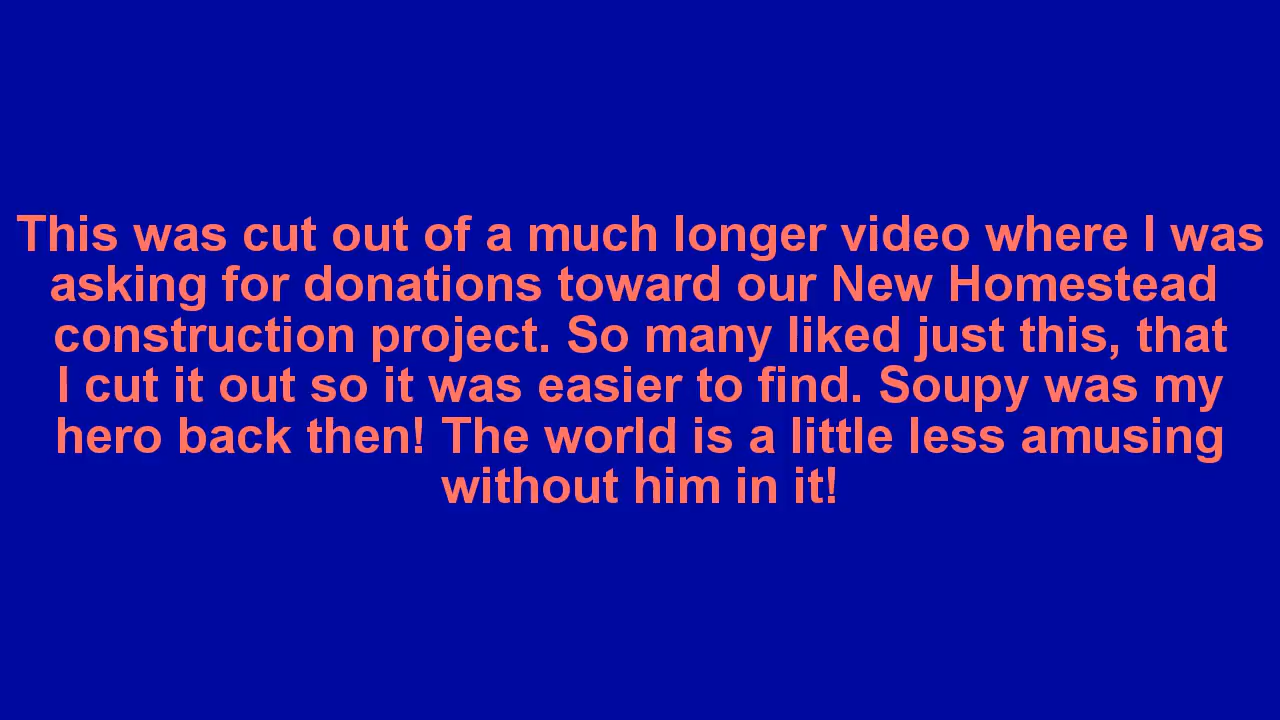 This was cut out of a much longer video where I was
asking for donations toward our New Homestead
construction project. So many liked just this, that
I cut it out so it was easier to find. Soupy was my
hero back then! The world is a little less amusing
without him in it!